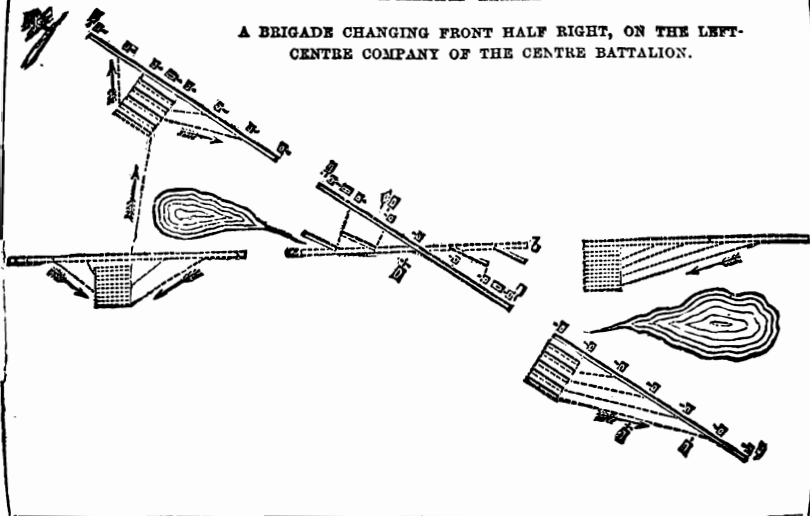 A BRIGADE CHANGING FRONT HALF RIGHT, ON THE LEFT-
CENTRE COMPANY OF THE CENTRE BATTALION.